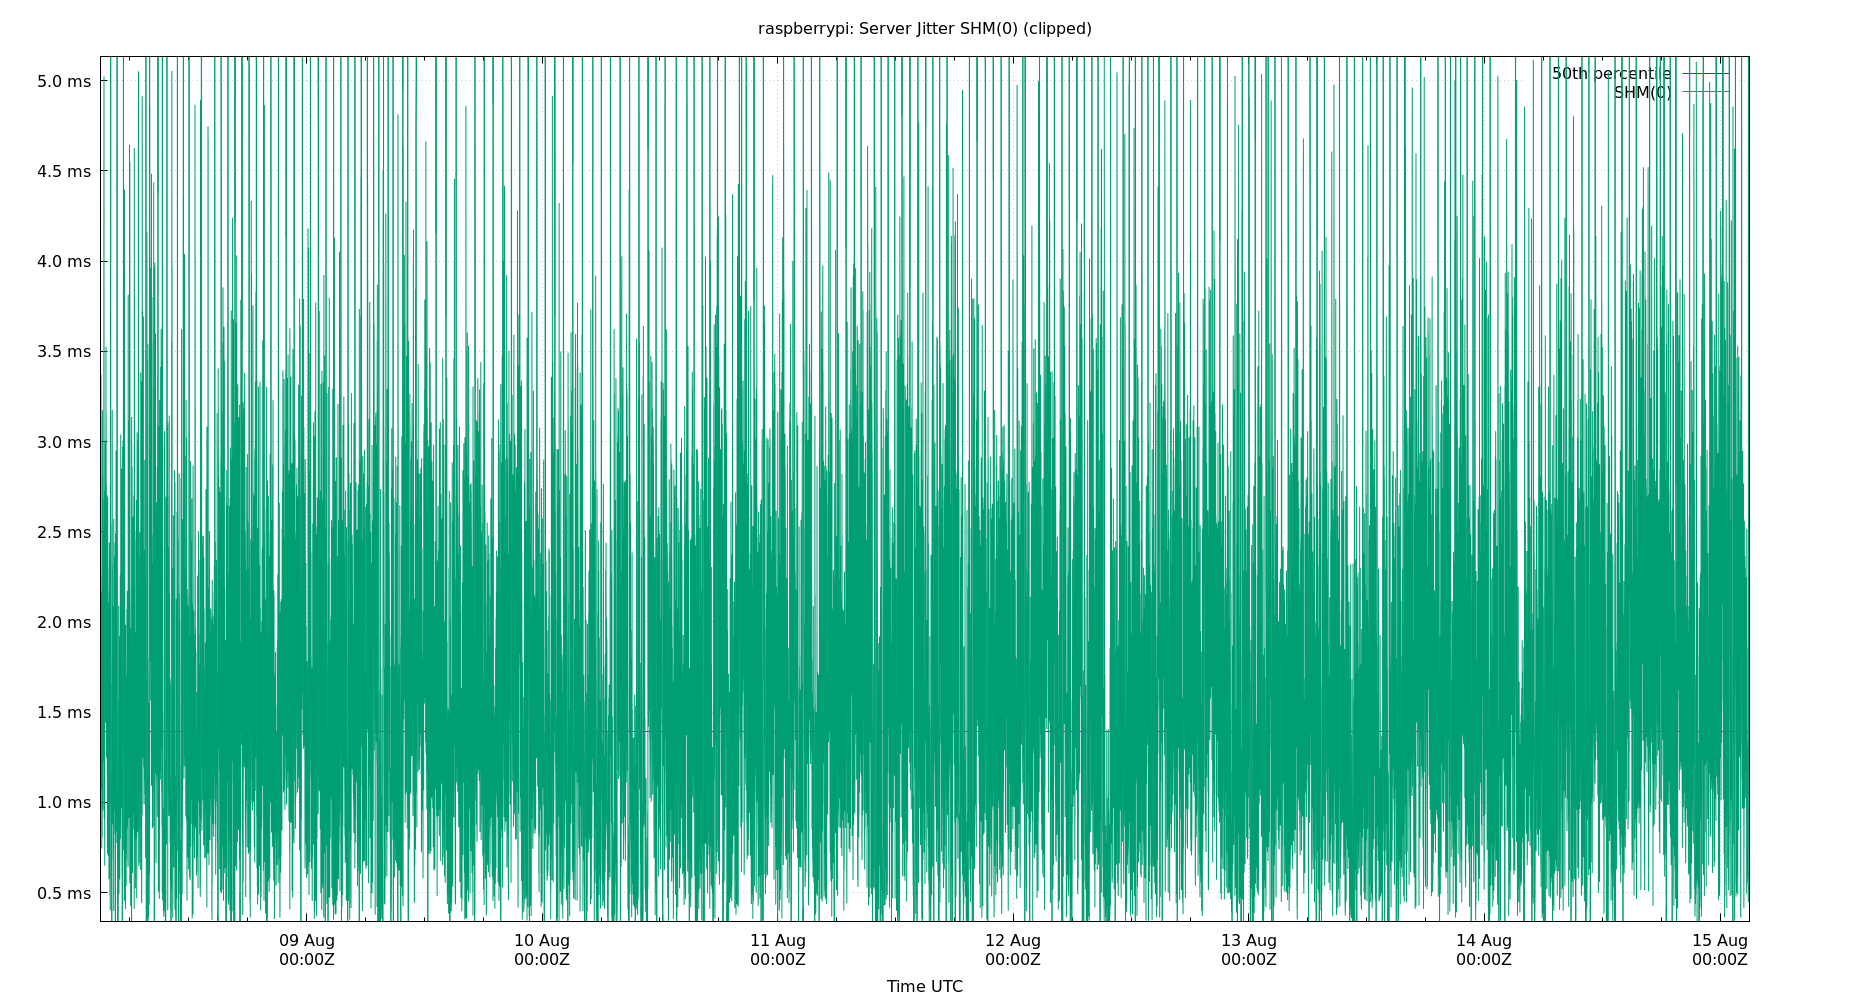 raspberrypi: Server Jitter SHM(0) (clipped)
50th percentile
SHM(0)
5.0 ms
4.5 ms
4.0 ms
3.5 ms
3.0 ms
2.5 ms
2.0 ms
1.5 ms
1.0 ms
0.5 ms
09 Aug 10 Aug 11 Aug 12 Aug 13 Aug 14 Aug 15 Aug
00:00Z 00:00Z 00:00Z 00:00Z 00:00Z 00:00Z 00:00Z
Time UTC